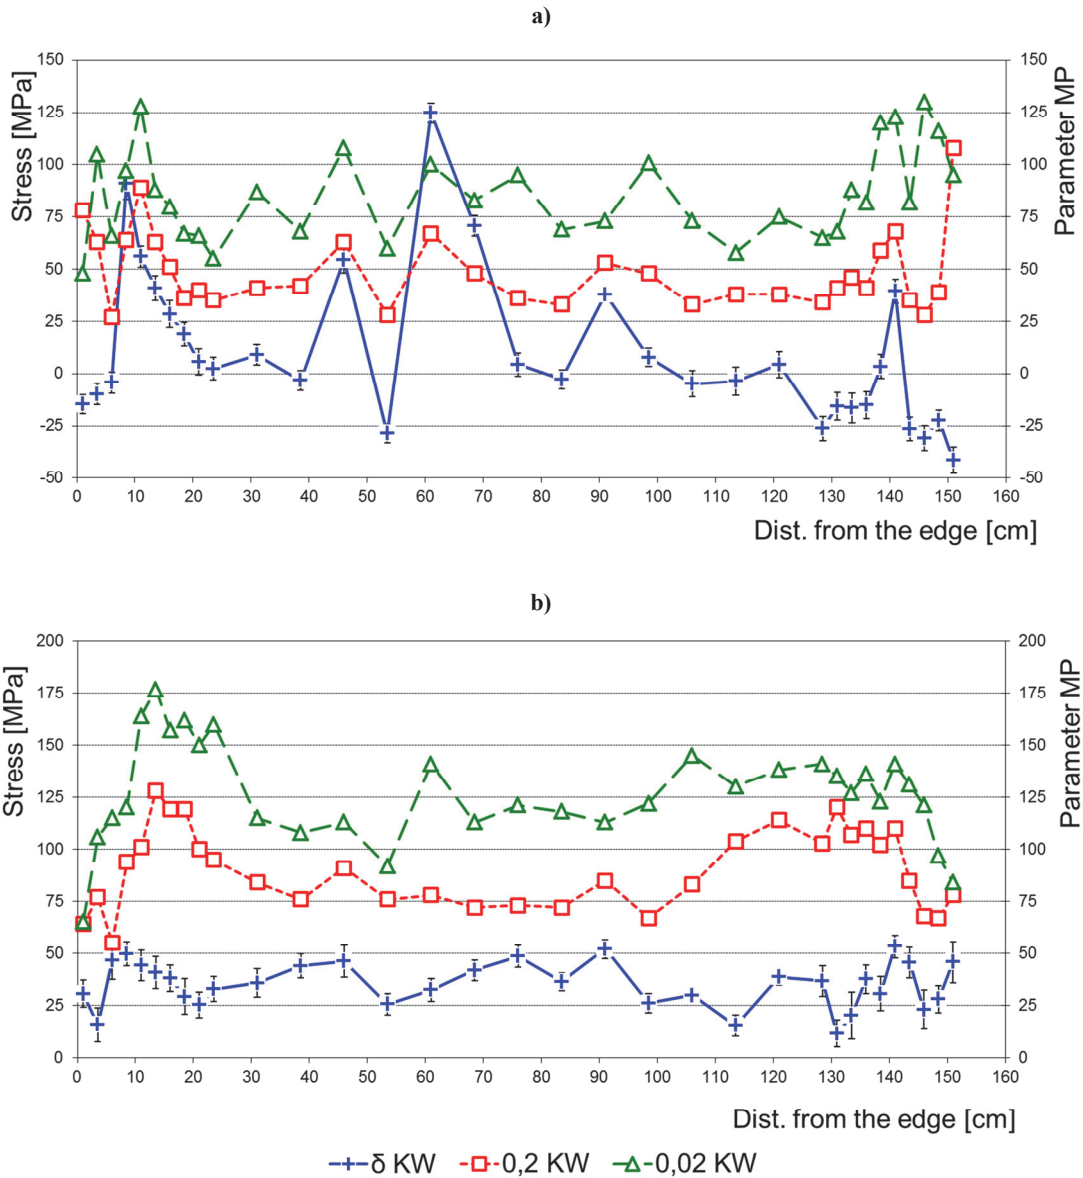 a)
Stress [MPa]
Parameter MP
150 150
125 125
100 100
75 75
50 50
25 25
0 0
-25 -25
-50 -50
0 10 20 30 40 50 60 70 80 90 100 110 120 130 140 150 160
Dist. from the edge [cm]
b)
Stress [MPa]
Parameter MP
200 200
175 175
150 150
125 125
100 100
75 75
50 50
25 25
0 0
0 10 20 30 40 50 60 70 80 90 100 110 120 130 140 150 160
Dist. from the edge [cm]
δ KW 0,2 KW 0,02 KW